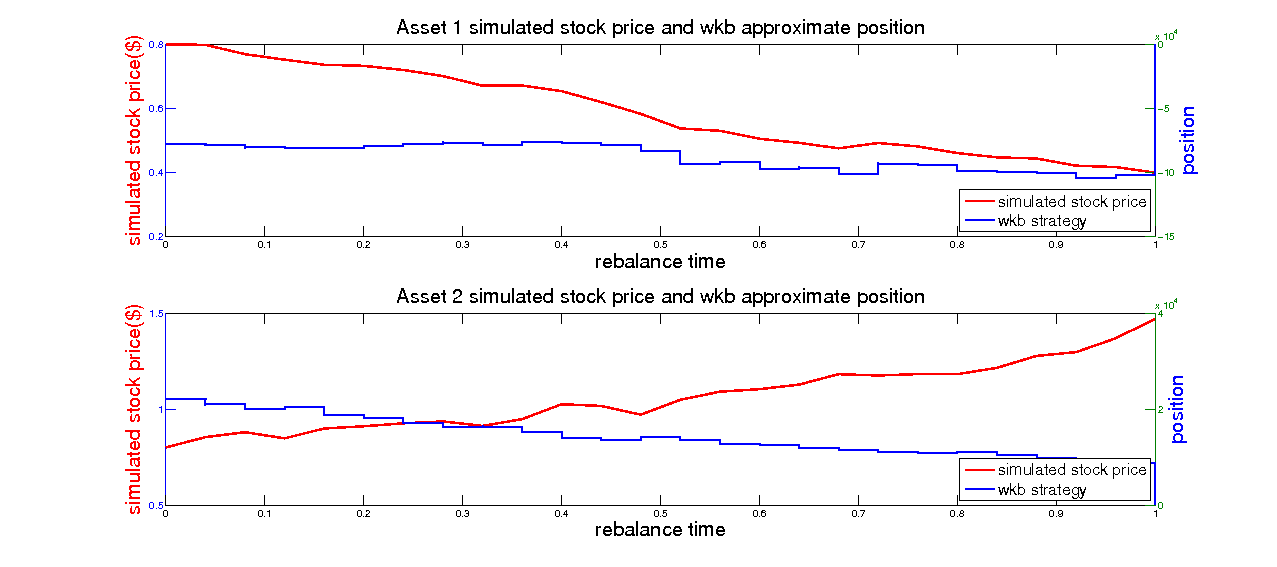 Asset 1 simulated stock price and wkb approximate position
x 10^4
0.8 0
0.6 -5
0.4 -10
0.2 -15
simulated stock price($)
position
simulated stock price
wkb strategy
0 0.1 0.2 0.3 0.4 0.5 0.6 0.7 0.8 0.9 1
rebalance time
Asset 2 simulated stock price and wkb approximate position
x 10^4
1.5 4
1 2
0.5 0
simulated stock price($)
position
simulated stock price
wkb strategy
0 0.1 0.2 0.3 0.4 0.5 0.6 0.7 0.8 0.9 1
rebalance time